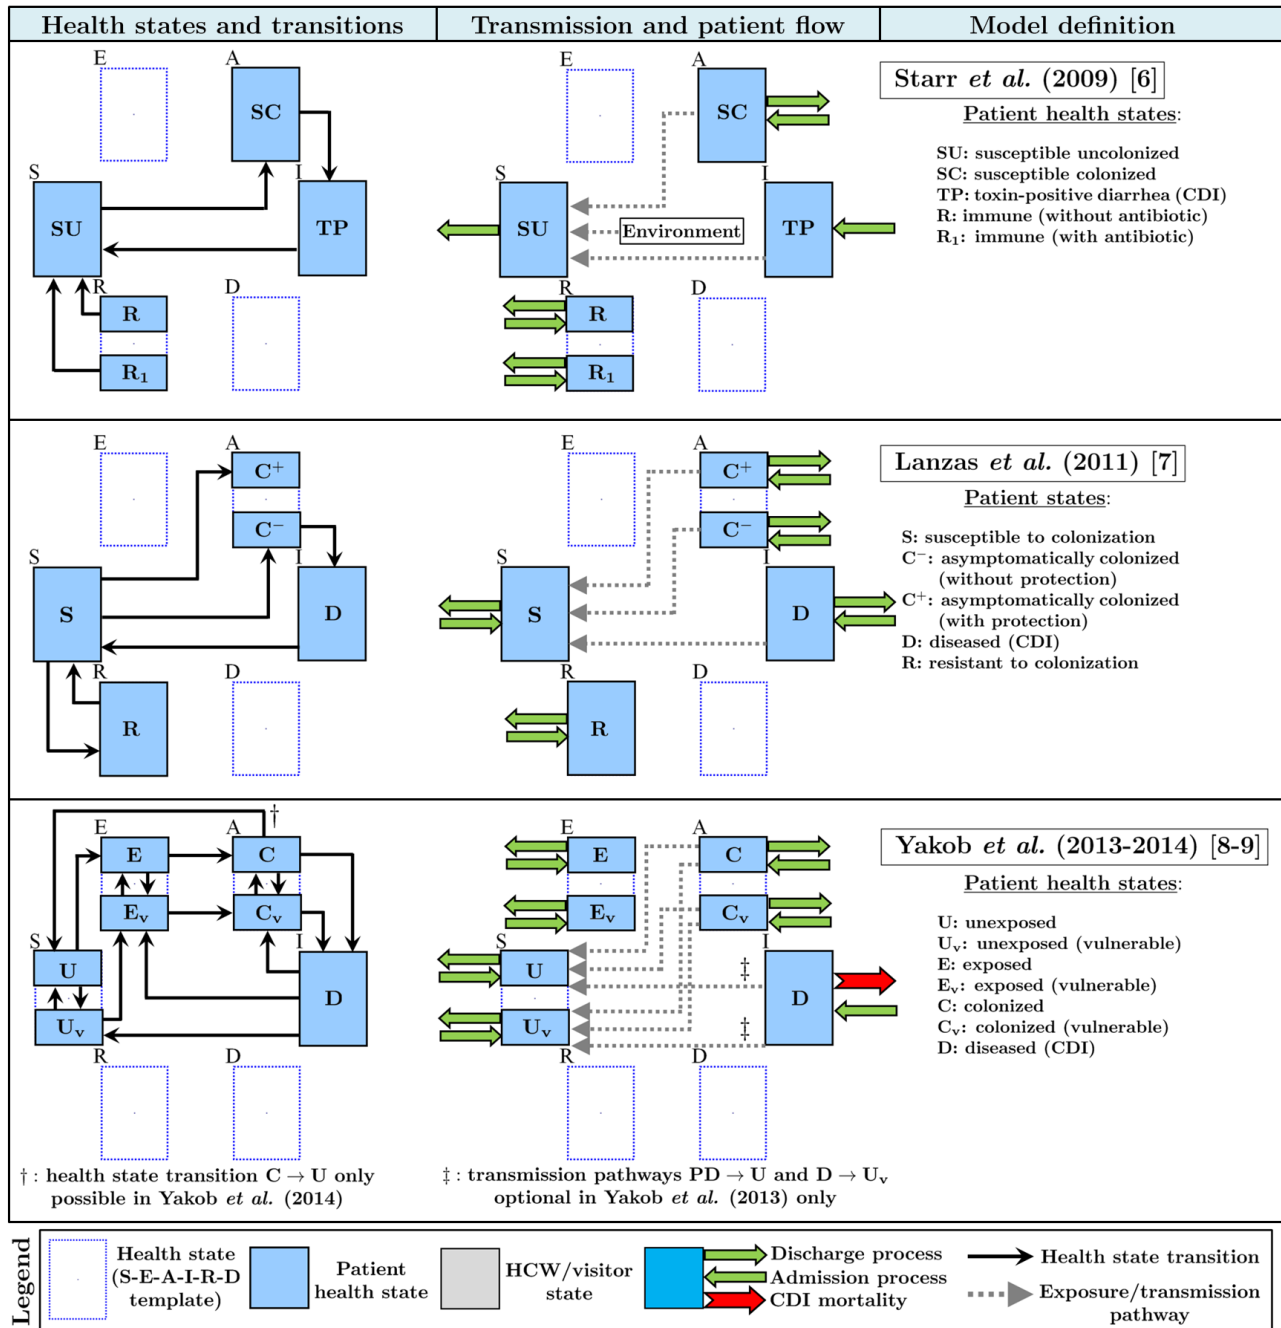 Health states and transitions
Transmission and patient flow
Model definition
E
A
SC
S
SU
I
TP
R
R
R₁
D
E
A
SC
S
SU
Environment
I
TP
R
R
R₁
D
Starr et al. (2009) [6]
Patient health states:
SU: susceptible uncolonized
SC: susceptible colonized
TP: toxin-positive diarrhea (CDI)
R: immune (without antibiotic)
R₁: immune (with antibiotic)
E
A
C⁺
C⁻
S
S
I
D
R
R
D
E
A
C⁺
C⁻
S
S
I
D
R
R
D
Lanzas et al. (2011) [7]
Patient states:
S: susceptible to colonization
C⁻: asymptomatically colonized
(without protection)
C⁺: asymptomatically colonized
(with protection)
D: diseased (CDI)
R: resistant to colonization
†
E
A
E
C
Eᵥ
Cᵥ
S
U
Uᵥ
I
D
R
D
† : health state transition C → U only
possible in Yakob et al. (2014)
E
A
E
C
Eᵥ
Cᵥ
S
U
Uᵥ
‡
‡
I
D
R
D
‡ : transmission pathways PD → U and D → Uᵥ
optional in Yakob et al. (2013) only
Yakob et al. (2013-2014) [8-9]
Patient health states:
U: unexposed
Uᵥ: unexposed (vulnerable)
E: exposed
Eᵥ: exposed (vulnerable)
C: colonized
Cᵥ: colonized (vulnerable)
D: diseased (CDI)
Legend
Health state
(S-E-A-I-R-D
template)
Patient
health state
HCW/visitor
state
Discharge process
Admission process
CDI mortality
Health state transition
Exposure/transmission
pathway